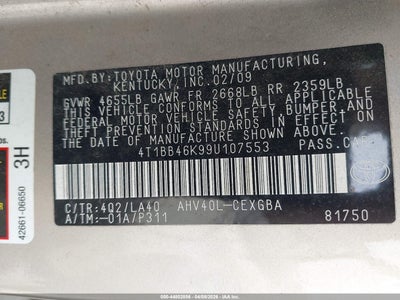 MFD.BY:TOYOTA MOTOR MANUFACTURING,
KENTUCKY,INC.02/09
GVWR 4655LB GAWR FR 2668LB RR 2359LB
THIS VEHICLE CONFORMS TO ALL APPLICABLE
FEDERAL MOTOR VEHICLE SAFETY, BUMPER, AND
THEFT PREVENTION STANDARDS IN EFFECT ON THE
DATE OF MANUFACTURE SHOWN ABOVE.
4T1BB46K99U107553 PASS.CAR
C/TR:4Q2/LA40 AHV40L-CEXGBA
A/TM:-01A/P311 81750
3H
42661-06650